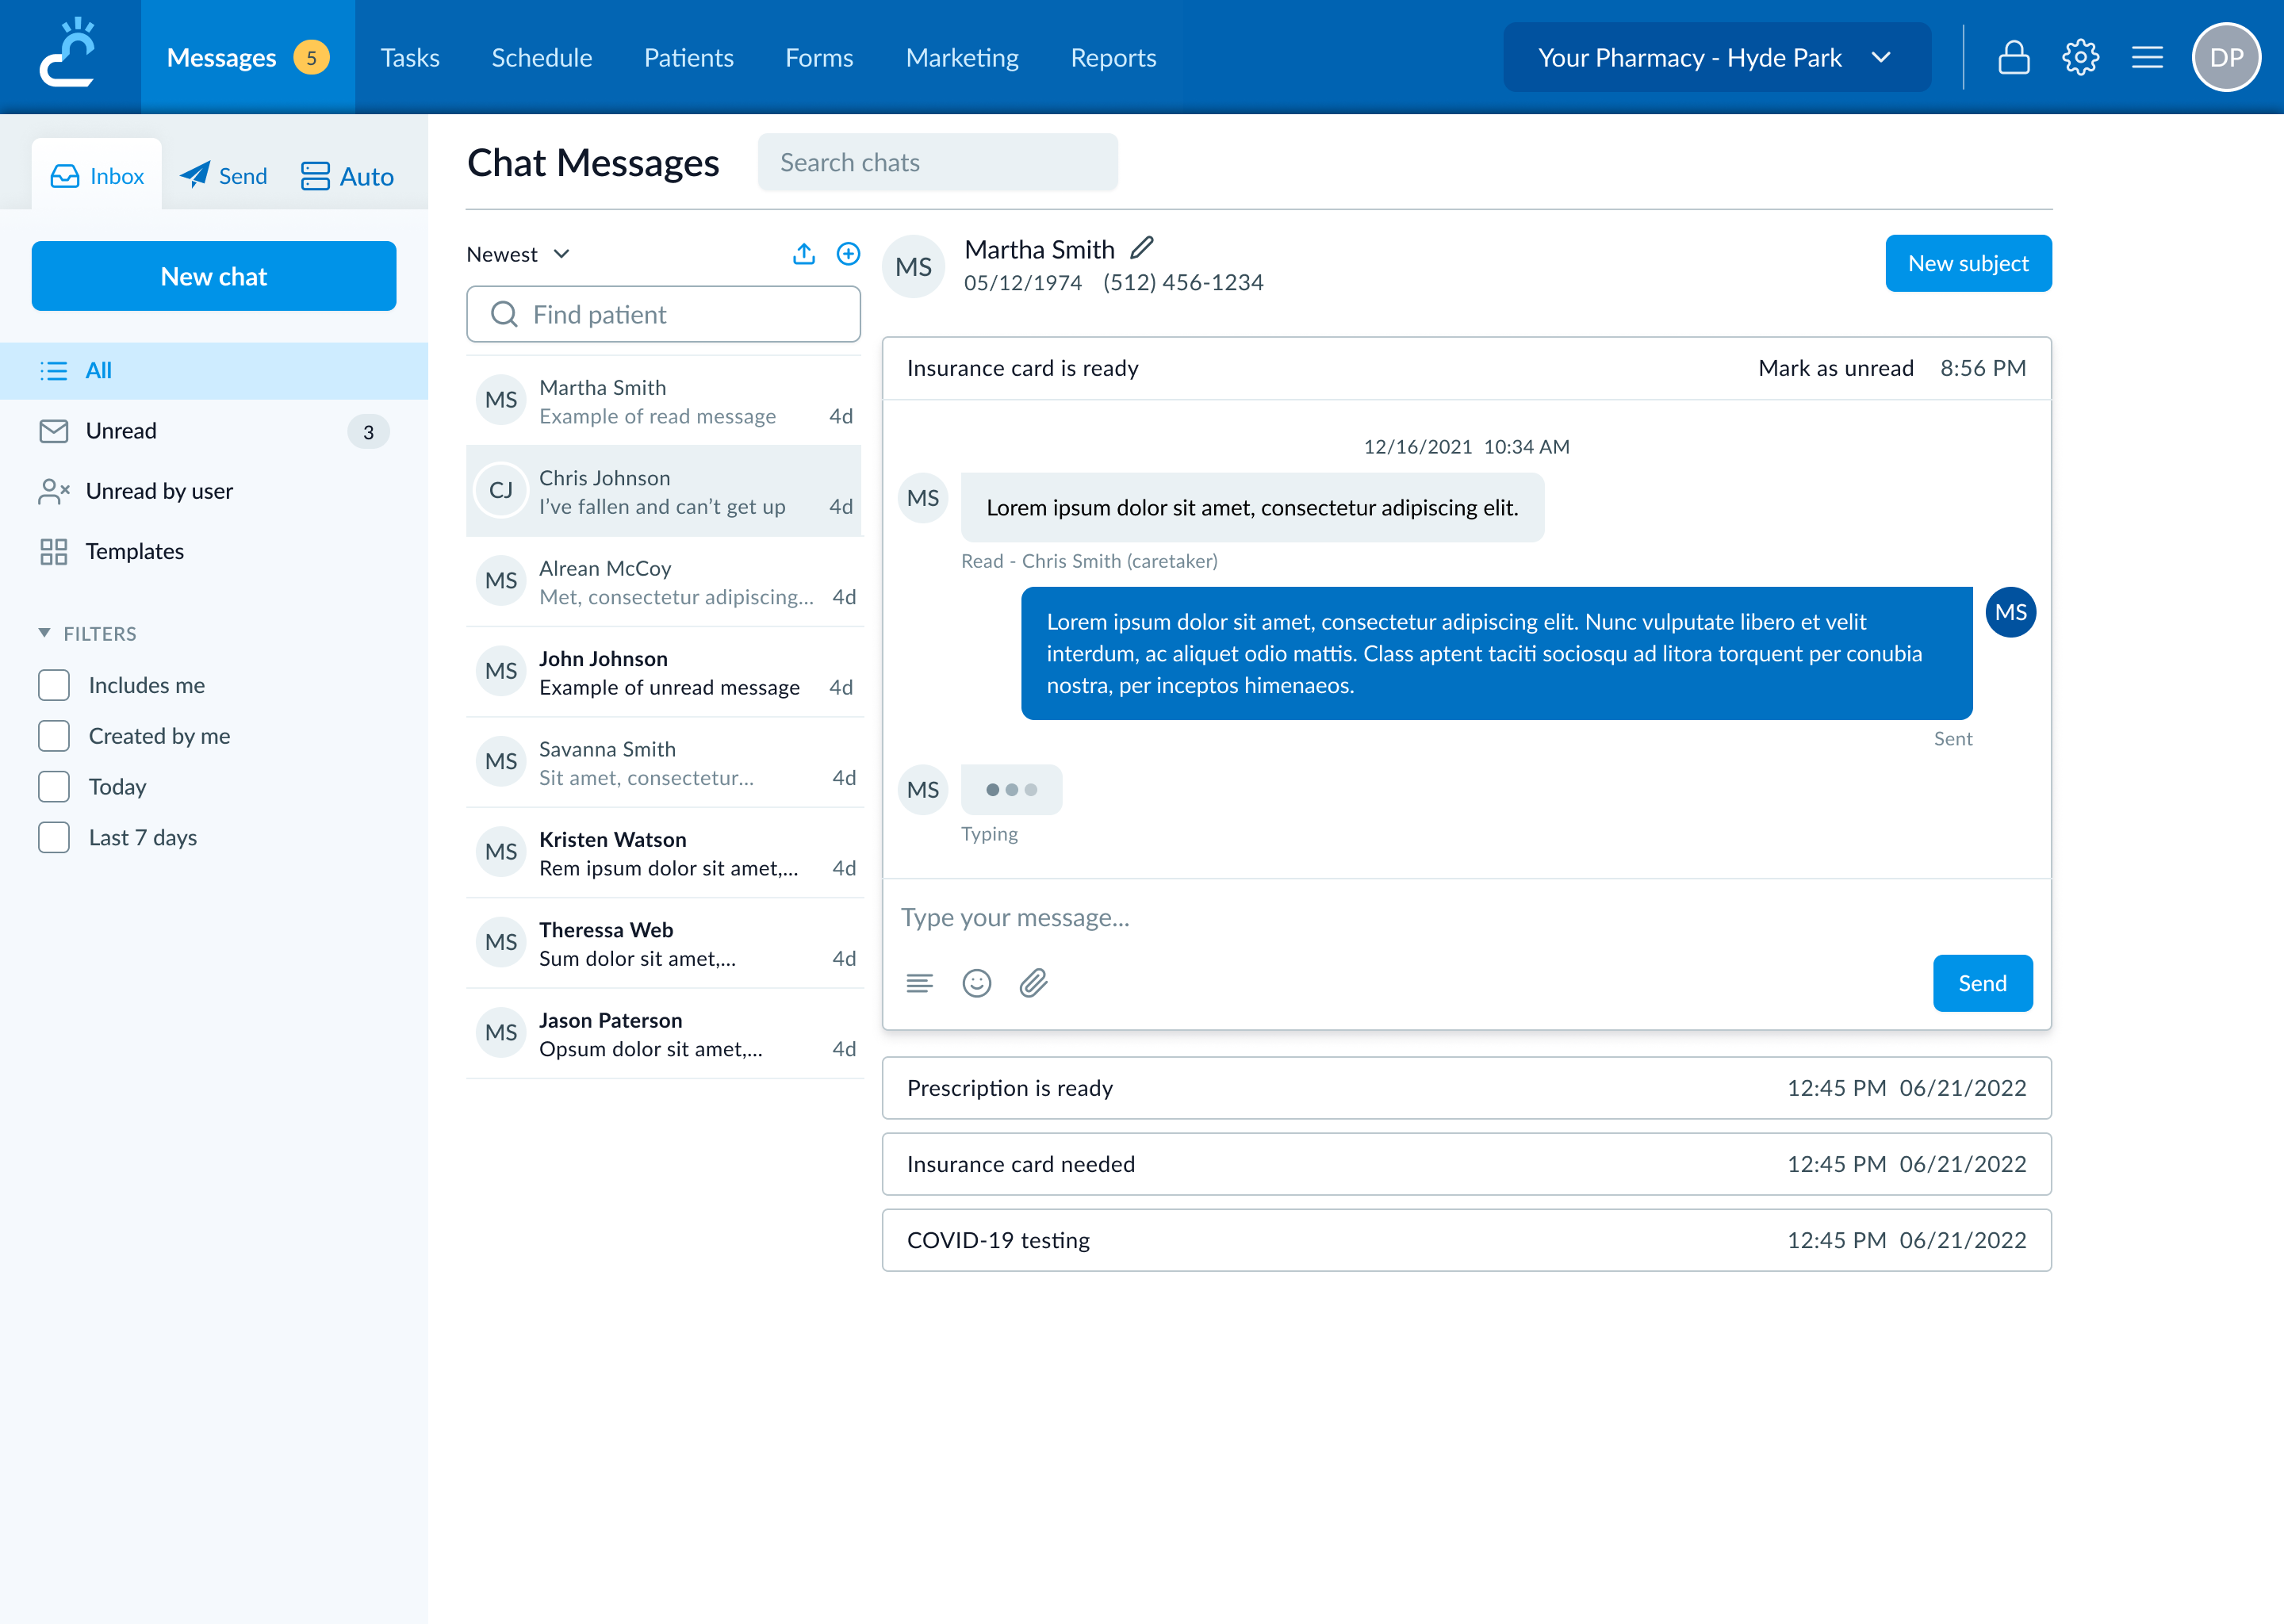 Messages 5 Tasks Schedule Patients Forms Marketing Reports Your Pharmacy - Hyde Park DP
Inbox Send Auto
New chat
All
Unread 3
Unread by user
Templates
FILTERS
Includes me
Created by me
Today
Last 7 days
Chat Messages Search chats
Newest
Find patient
MS Martha Smith
Example of read message 4d
CJ Chris Johnson
I've fallen and can't get up 4d
MS Alrean McCoy
Met, consectetur adipiscing... 4d
MS John Johnson
Example of unread message 4d
MS Savanna Smith
Sit amet, consectetur... 4d
MS Kristen Watson
Rem ipsum dolor sit amet,... 4d
MS Theressa Web
Sum dolor sit amet,... 4d
MS Jason Paterson
Opsum dolor sit amet,... 4d
MS Martha Smith
05/12/1974 (512) 456-1234
New subject
Insurance card is ready Mark as unread 8:56 PM
12/16/2021 10:34 AM
MS Lorem ipsum dolor sit amet, consectetur adipiscing elit.
Read - Chris Smith (caretaker)
Lorem ipsum dolor sit amet, consectetur adipiscing elit. Nunc vulputate libero et velit MS
interdum, ac aliquet odio mattis. Class aptent taciti sociosqu ad litora torquent per conubia
nostra, per inceptos himenaeos.
Sent
MS
Typing
Type your message...
Send
Prescription is ready 12:45 PM 06/21/2022
Insurance card needed 12:45 PM 06/21/2022
COVID-19 testing 12:45 PM 06/21/2022